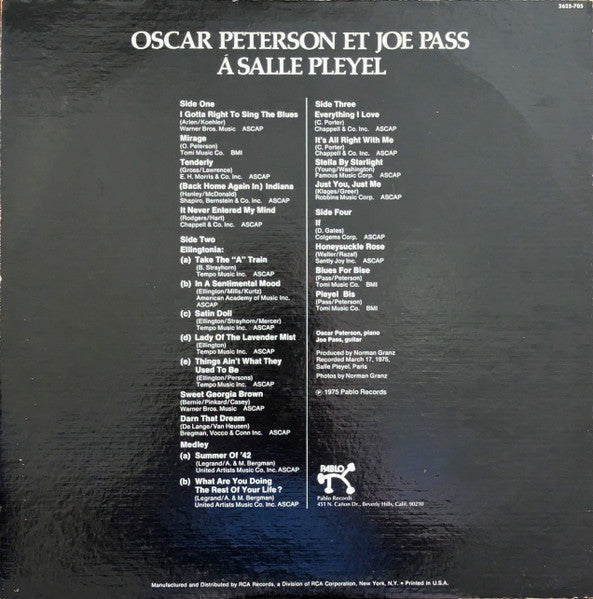 2625-705
OSCAR PETERSON ET JOE PASS
Á SALLE PLEYEL
Side One
I Gotta Right To Sing The Blues
(Arlen/Koehler)
Warner Bros. Music ASCAP
Mirage
(O. Peterson)
Tomi Music Co. BMI
Tenderly
(Gross/Lawrence)
E. H. Morris & Co. Inc. ASCAP
(Back Home Again In) Indiana
(Hanley/McDonald)
Shapiro, Bernstein & Co. Inc. ASCAP
It Never Entered My Mind
(Rodgers/Hart)
Chappell & Co. Inc. ASCAP
Side Two
Ellingtonia:
(a) Take The "A" Train
(B. Strayhorn)
Tempo Music Inc. ASCAP
(b) In A Sentimental Mood
(Ellington/Mills/Kurtz)
American Academy of Music Inc.
ASCAP
(c) Satin Doll
(Ellington/Strayhorn/Mercer)
Tempo Music Inc. ASCAP
(d) Lady Of The Lavender Mist
(Ellington)
Tempo Music Inc. ASCAP
(e) Things Ain't What They
Used To Be
(Ellington/Persons)
Tempo Music Inc. ASCAP
Sweet Georgia Brown
(Bernie/Pinkard/Casey)
Warner Bros. Music ASCAP
Darn That Dream
(De Lange/Van Heusen)
Bregman, Vocco & Conn Inc. ASCAP
Medley
(a) Summer Of '42
(Legrand/A. & M. Bergman)
United Artists Music Co. Inc. ASCAP
(b) What Are You Doing
The Rest Of Your Life?
(Legrand/A. & M. Bergman)
United Artists Music Co. Inc. ASCAP
Side Three
Everything I Love
(C. Porter)
Chappell & Co. Inc. ASCAP
It's All Right With Me
(C. Porter)
Chappell & Co. Inc. ASCAP
Stella By Starlight
(Young/Washington)
Famous Music Corp. ASCAP
Just You, Just Me
(Klages/Greer)
Robbins Music Corp. ASCAP
Side Four
If
(D. Gates)
Colgems Corp. ASCAP
Honeysuckle Rose
(Waller/Razaf)
Santly Joy Inc. ASCAP
Blues For Bise
(Pass/Peterson)
Tomi Music Co. BMI
Pleyel Bis
(Pass/Peterson)
Tomi Music Co. BMI
Oscar Peterson, piano
Joe Pass, guitar
Produced by Norman Granz
Recorded March 17, 1975,
Salle Pleyel, Paris
Photos by Norman Granz
℗ 1975 Pablo Records
PABLO
Pablo Records
451 N. Cañon Dr., Beverly Hills, Calif. 90210
Manufactured and Distributed by RCA Records, a Division of RCA Corporation, New York, N.Y. • Printed in U.S.A.